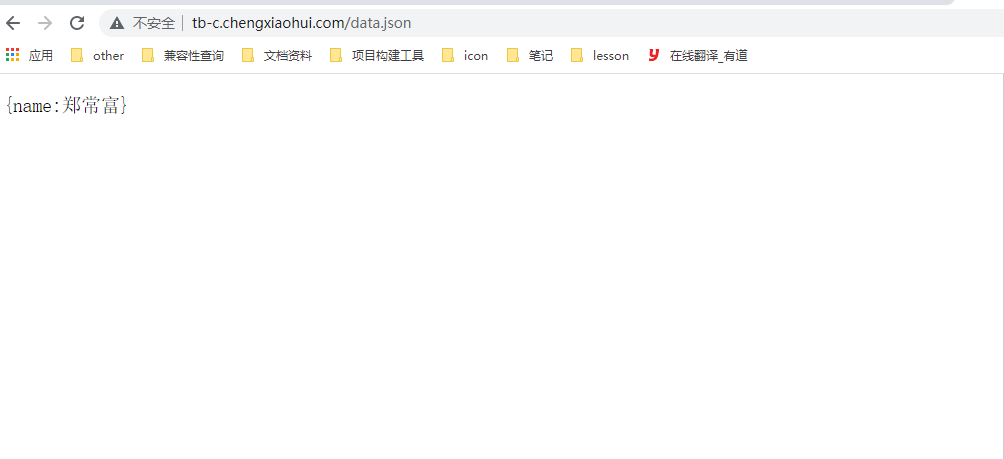 不安全 tb-c.chengxiaohui.com/data.json
应用 other 兼容性查询 文档资料 项目构建工具 icon 笔记 lesson 在线翻译_有道
{name:郑常富}